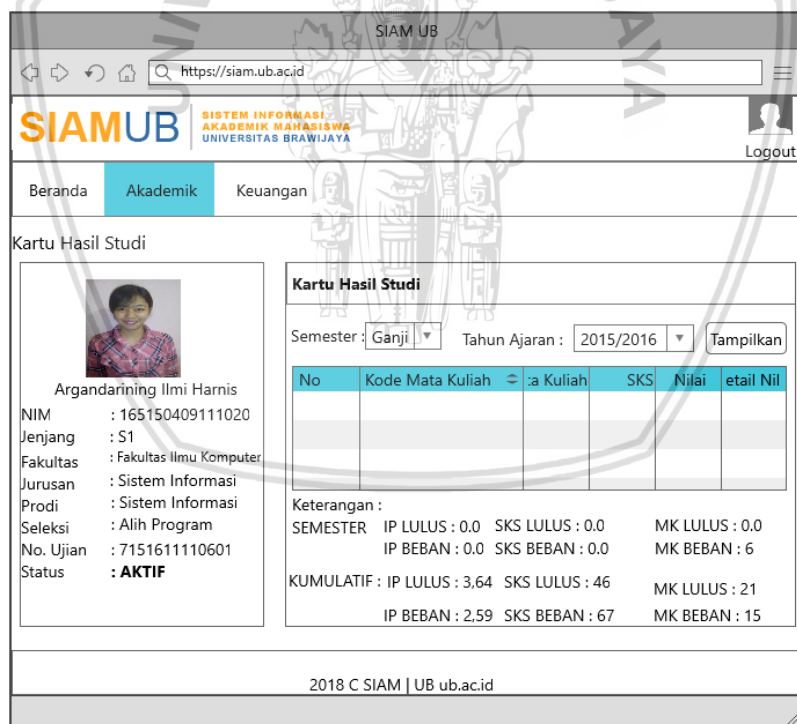 SIAM UB
https://siam.ub.ac.id
SIAMUB
SISTEM INFORMASI
AKADEMIK MAHASISWA
UNIVERSITAS BRAWIJAYA
Logout
Beranda Akademik Keuangan
Kartu Hasil Studi
Argandarining Ilmi Harnis
NIM : 165150409111020
Jenjang : S1
Fakultas : Fakultas Ilmu Komputer
Jurusan : Sistem Informasi
Prodi : Sistem Informasi
Seleksi : Alih Program
No. Ujian : 7151611110601
Status : AKTIF
Kartu Hasil Studi
Semester : Ganji Tahun Ajaran : 2015/2016 Tampilkan
No Kode Mata Kuliah :a Kuliah SKS Nilai etail Nil
Keterangan :
SEMESTER IP LULUS : 0.0 SKS LULUS : 0.0 MK LULUS : 0.0
IP BEBAN : 0.0 SKS BEBAN : 0.0 MK BEBAN : 6
KUMULATIF : IP LULUS : 3,64 SKS LULUS : 46 MK LULUS : 21
IP BEBAN : 2,59 SKS BEBAN : 67 MK BEBAN : 15
2018 C SIAM | UB ub.ac.id